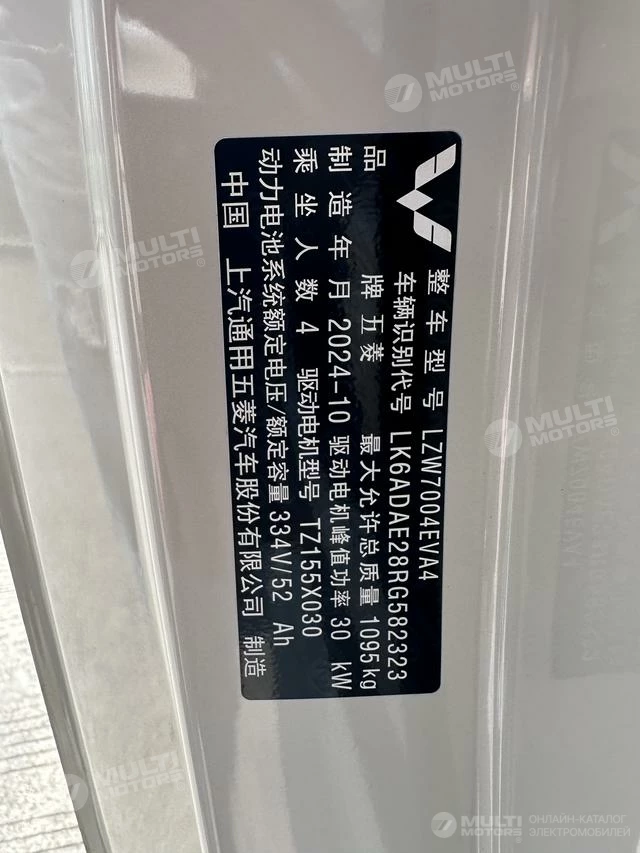 整车型号 LZW7004EVA4
车辆识别代号 LK6ADAE28RG582323
品牌 五菱 最大允许总质量 1095kg
制造年月 2024-10 驱动电机峰值功率 30 kW
乘坐人数 4 驱动电机型号 TZ155X030
动力电池系统额定电压/额定容量 334V/52 Ah
中国 上汽通用五菱汽车股份有限公司 制造
MULTI
MOTORS®
MULTI
MOTORS®
MULTI
MOTORS®
MULTI
MOTORS®
MULTI
MOTORS®
ОНЛАЙН-КАТАЛОГ
ЭЛЕКТРОМОБИЛЕЙ